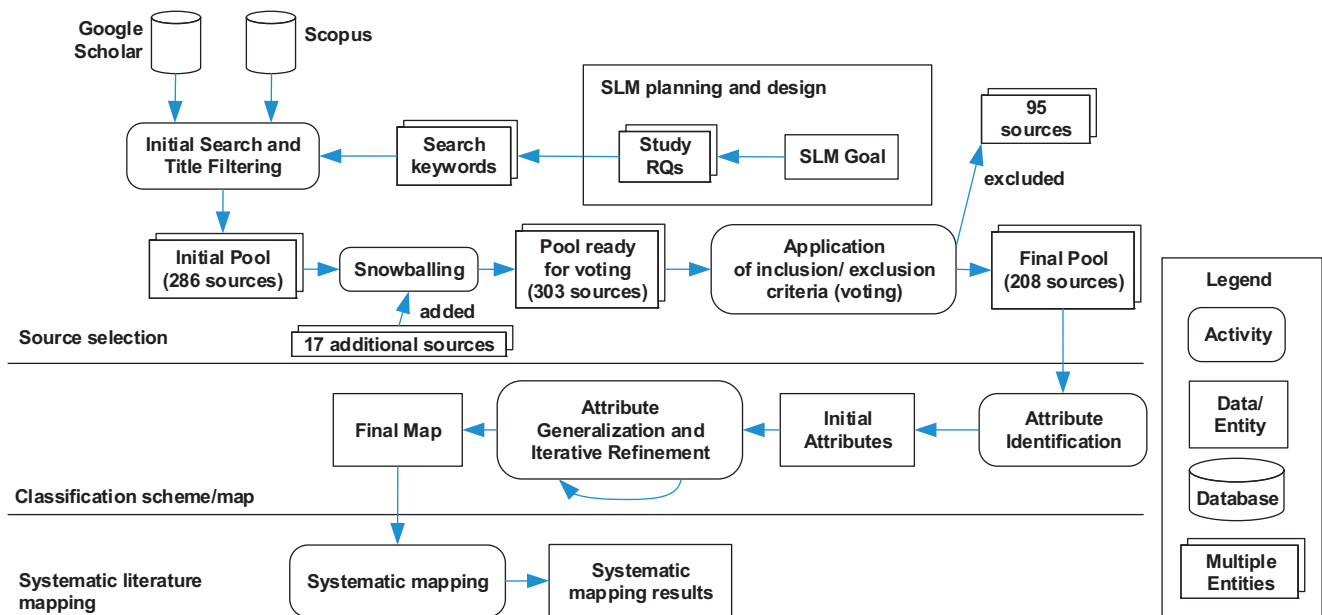 Google
Scholar
Scopus
SLM planning and design
95
sources
Initial Search and
Title Filtering
Search
keywords
Study
RQs
SLM Goal
excluded
Initial Pool
(286 sources)
Snowballing
Pool ready
for voting
(303 sources)
Application
of inclusion/ exclusion
criteria (voting)
Final Pool
(208 sources)
added
17 additional sources
Source selection
Final Map
Attribute
Generalization and
Iterative Refinement
Initial
Attributes
Attribute
Identification
Classification scheme/map
Systematic literature
mapping
Systematic mapping
Systematic
mapping results
Legend
Activity
Data/
Entity
Database
Multiple
Entities